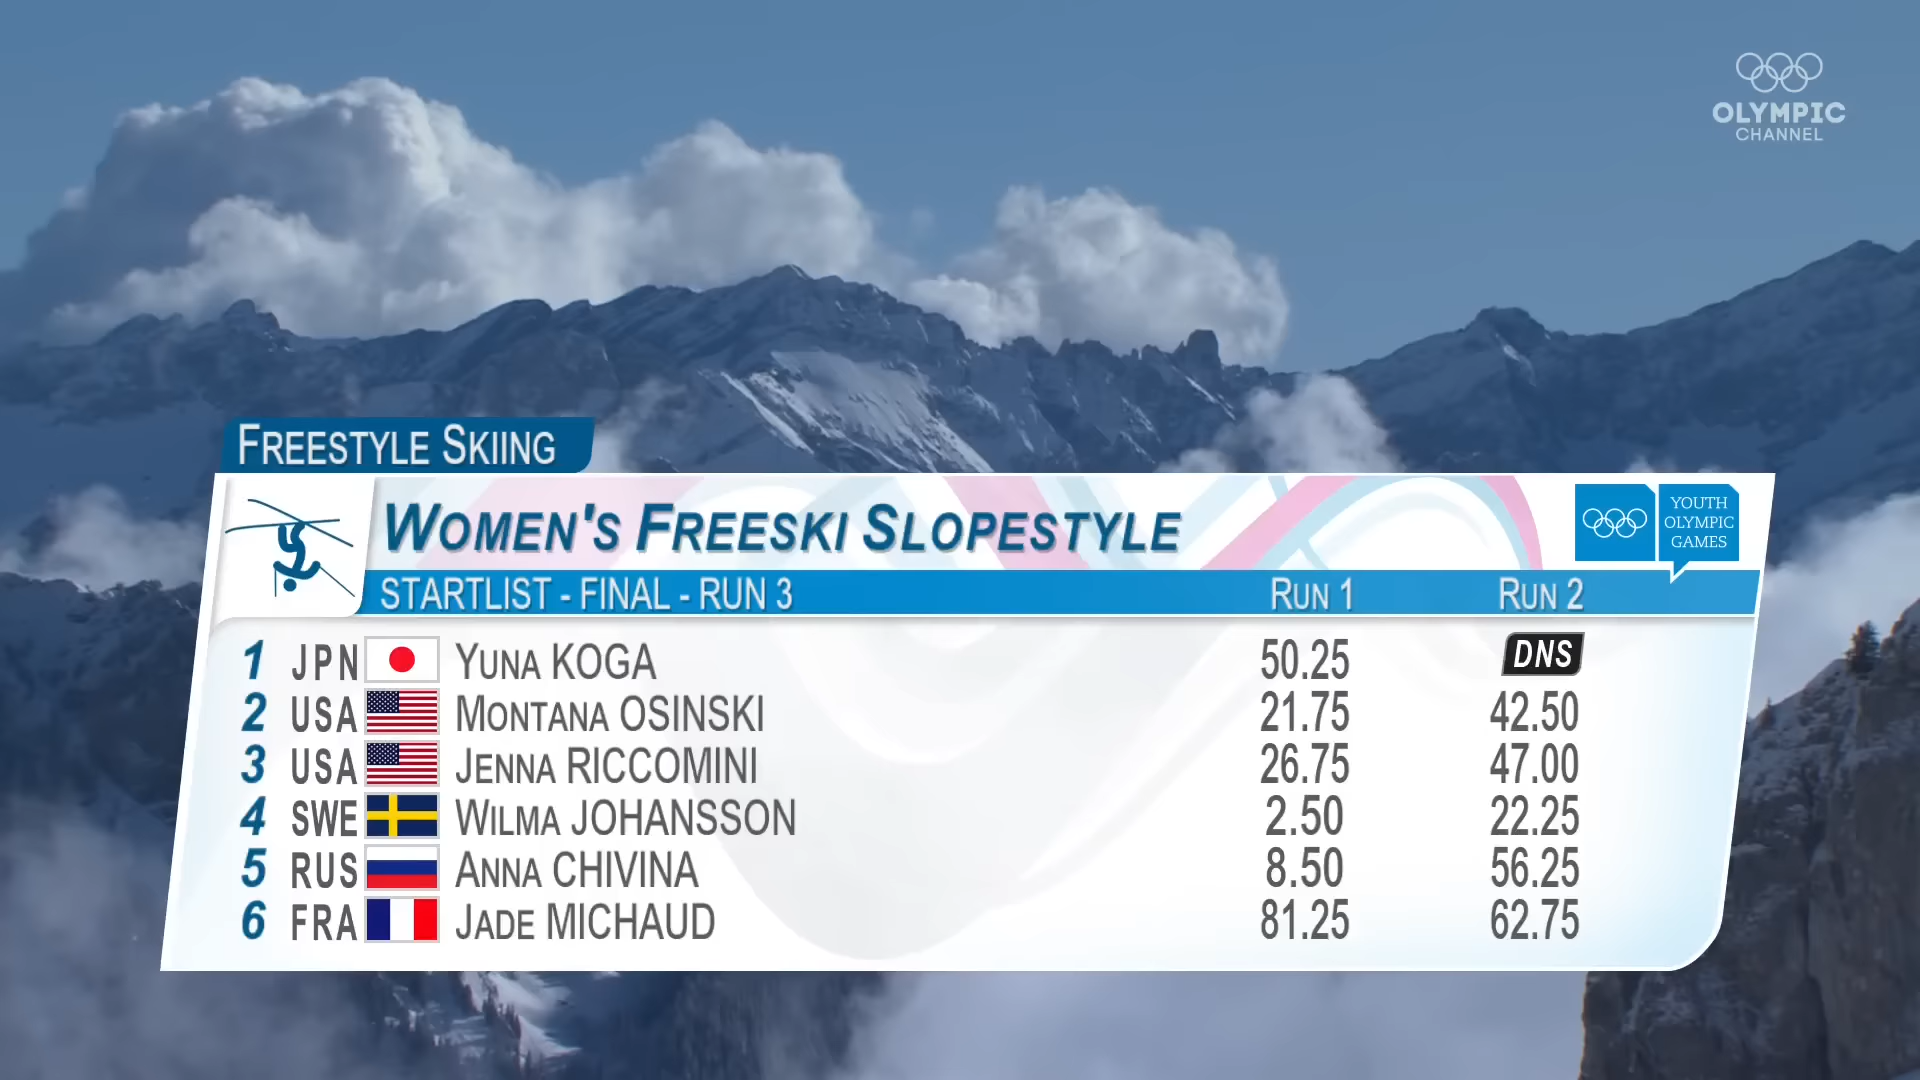 OLYMPIC
CHANNEL
FREESTYLE SKIING
WOMEN'S FREESKI SLOPESTYLE
YOUTH
OLYMPIC
GAMES
STARTLIST - FINAL - RUN 3 RUN 1 RUN 2
1 JPN YUNA KOGA 50.25 DNS
2 USA MONTANA OSINSKI 21.75 42.50
3 USA JENNA RICCOMINI 26.75 47.00
4 SWE WILMA JOHANSSON 2.50 22.25
5 RUS ANNA CHIVINA 8.50 56.25
6 FRA JADE MICHAUD 81.25 62.75